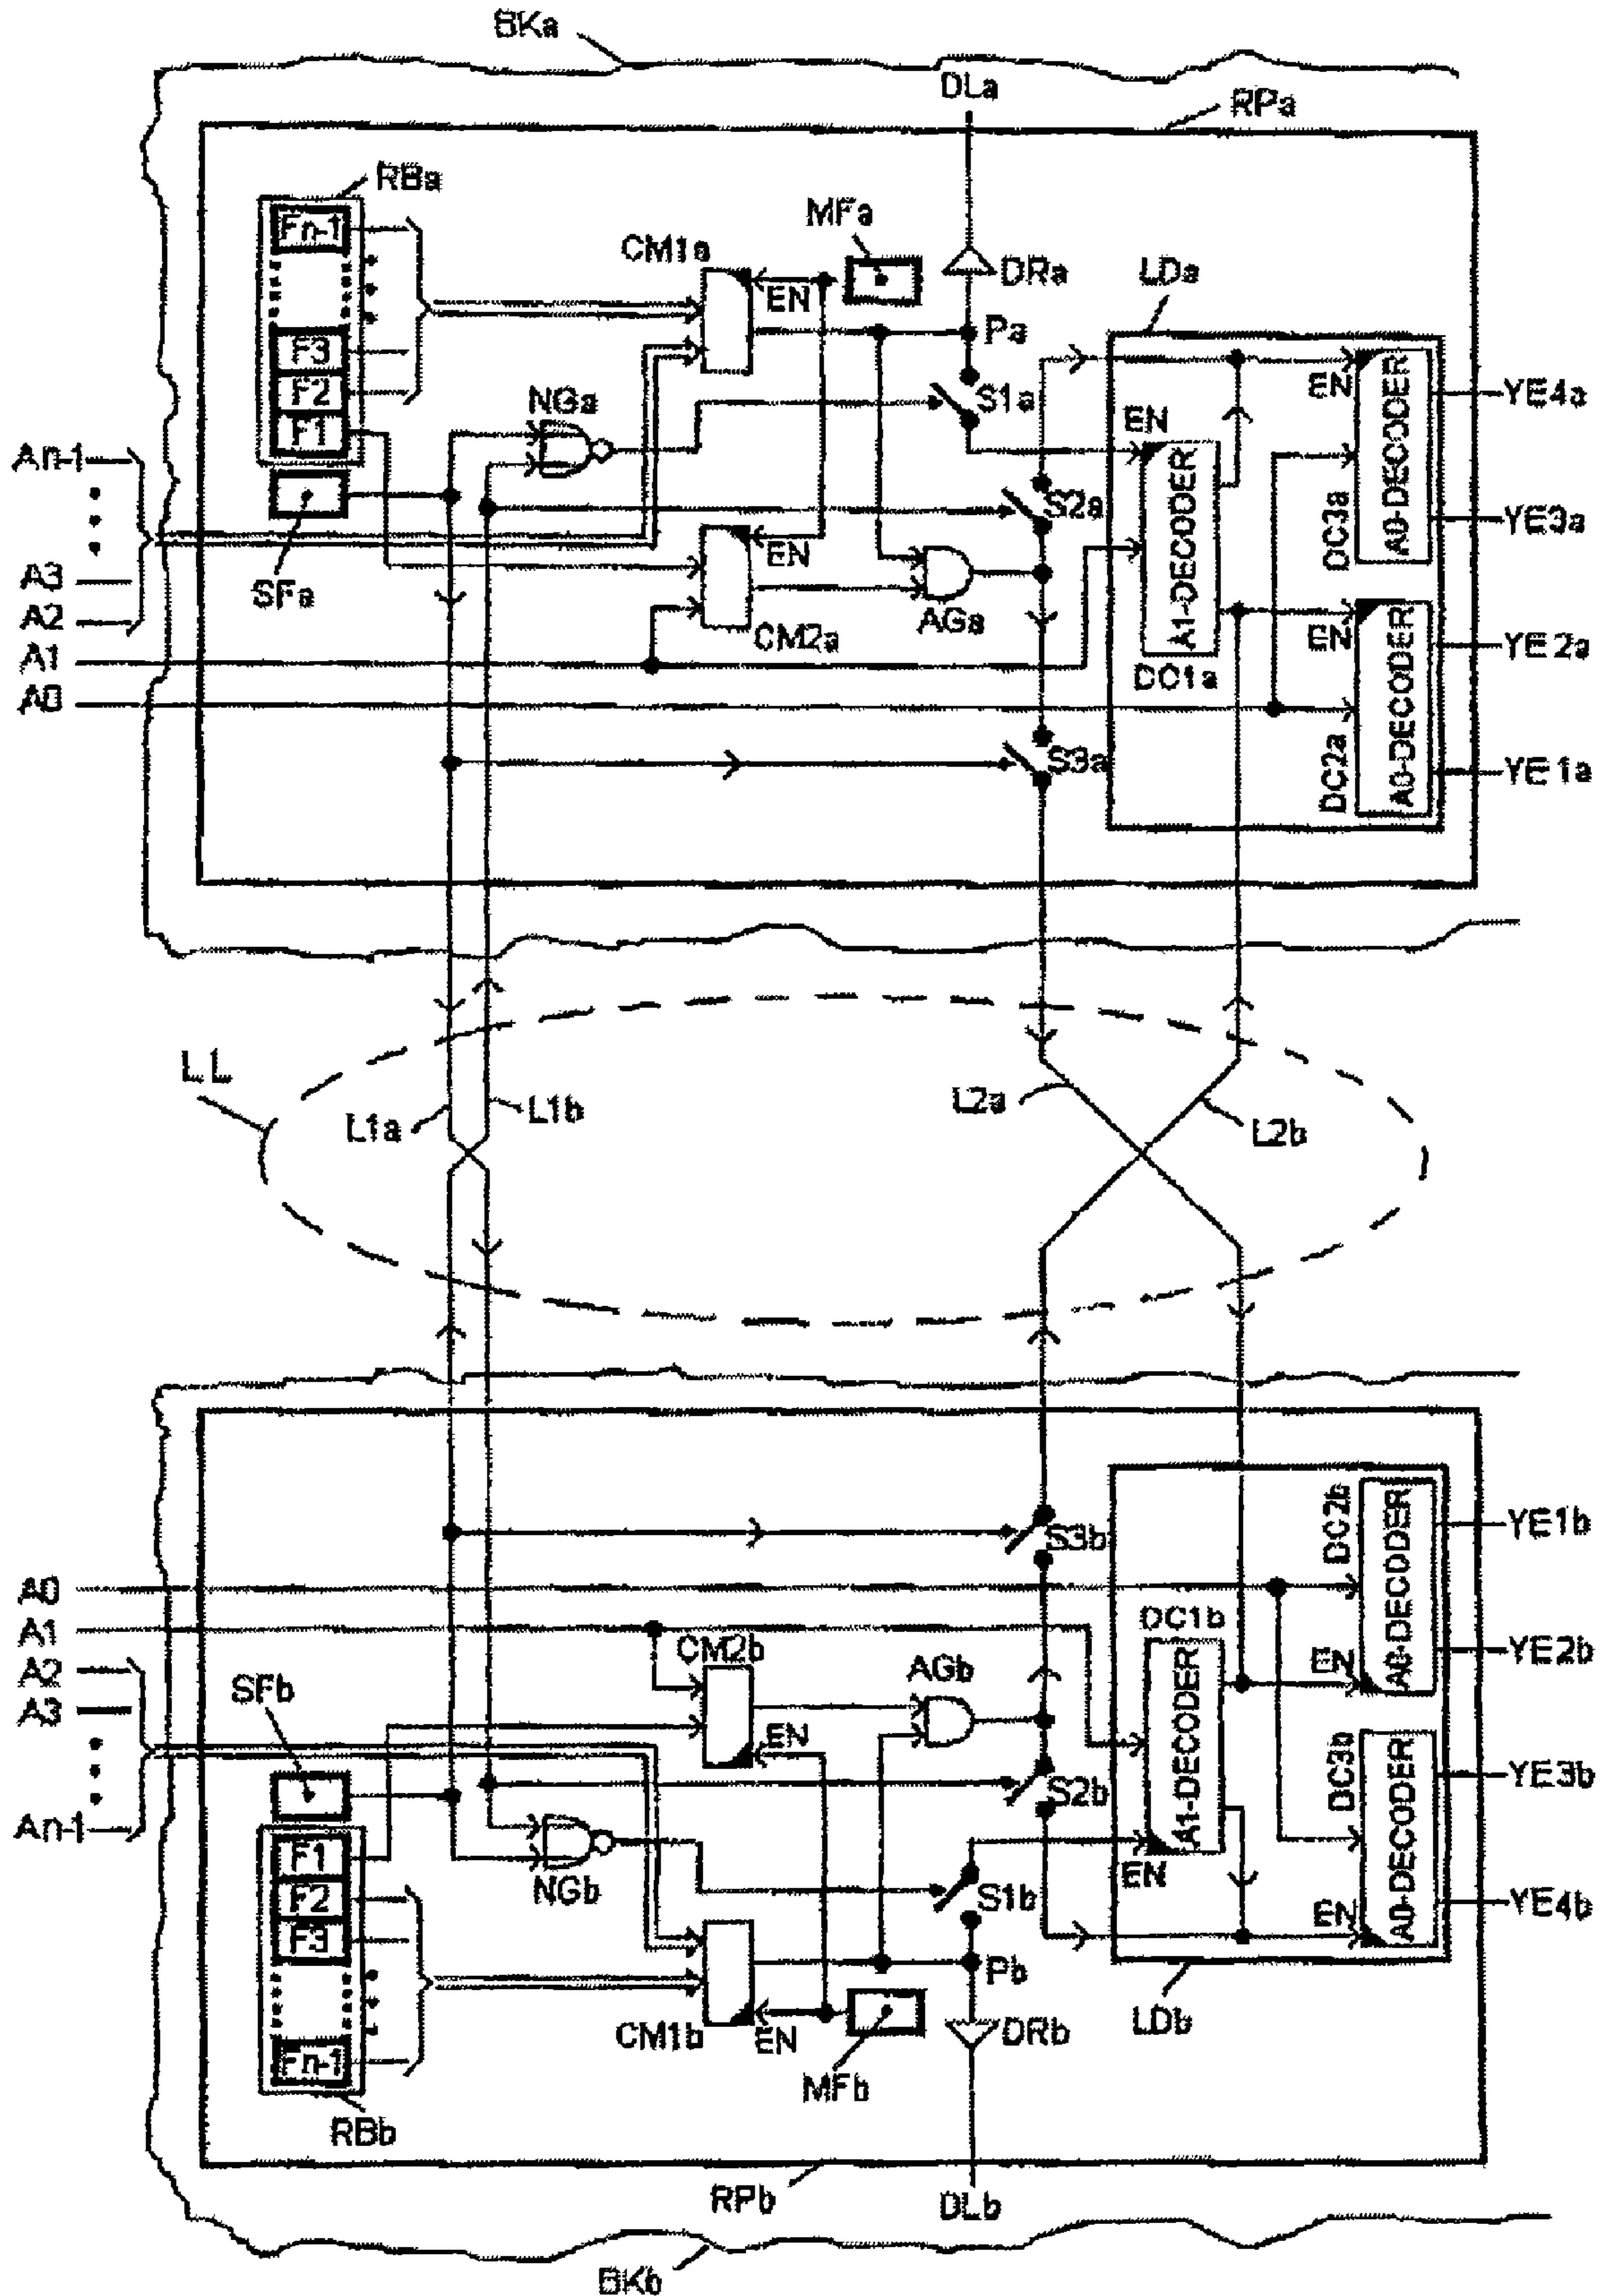 BKa
DLa
RPa
RBa
MFa
Fn-1
CM1a
DRa
LDa
EN
Pa
F3
F2
NGa
S1a
EN
YE4a
F1
EN
An-1
A1-DECODER
DC3a
A0-DECODER
YE3a
S2a
EN
A3
SFa
A2
AGa
CM2a
EN
YE2a
A1
DC1a
A0
S3a
DC2a
A0-DECODER
YE1a
LL
L1a
L1b
L2a
L2b
DC2b
A0-DECODER
YE1b
S3b
A0
A1
DC1b
CM2b
EN
YE2b
A2
AGb
SFb
A3
EN
A1-DECODER
DC3b
A0-DECODER
YE3b
S2b
An-1
F1
EN
NGb
F2
S1b
EN
YE4b
F3
Pb
CM1b
EN
DRb
LDb
Fn-1
MFb
RBb
RPb
DLb
BKb